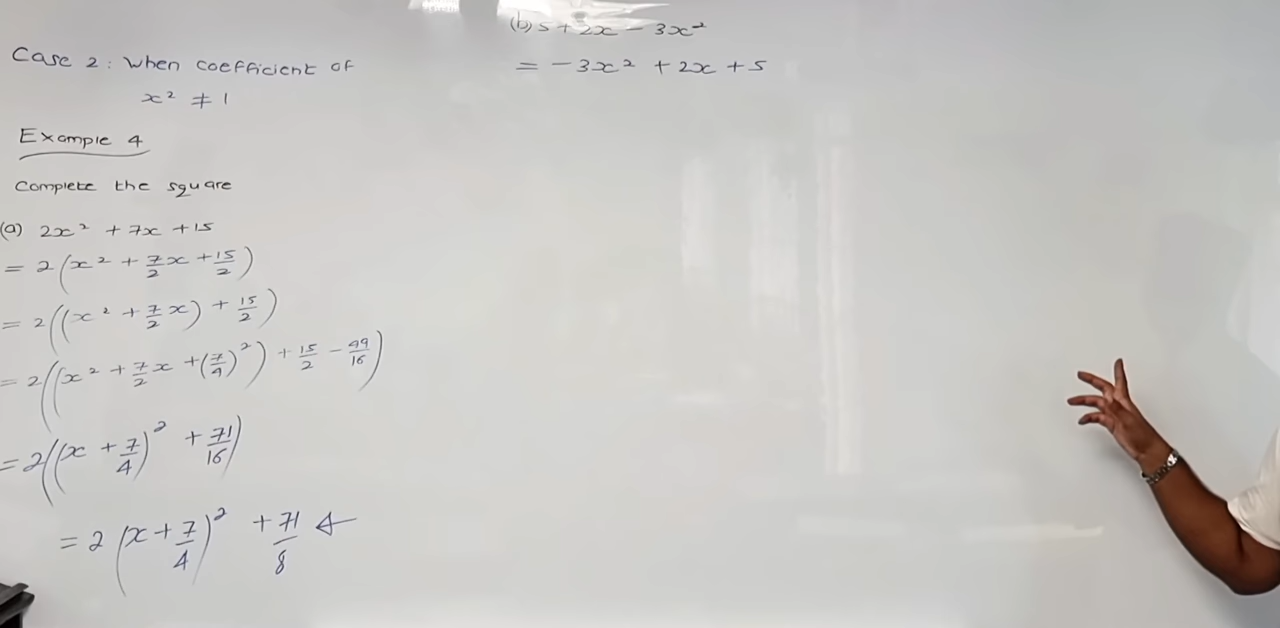 Case 2: When coefficient of
x² ≠ 1
Example 4
Complete the square
(a) 2x² + 7x + 15
= 2(x² + 7/2 x + 15/2)
= 2((x² + 7/2 x) + 15/2)
= 2((x² + 7/2 x + (7/4)²) + 15/2 - 49/16)
= 2((x + 7/4)² + 71/16)
= 2(x + 7/4)² + 71/8
(b) 5 + 2x - 3x²
= -3x² + 2x + 5